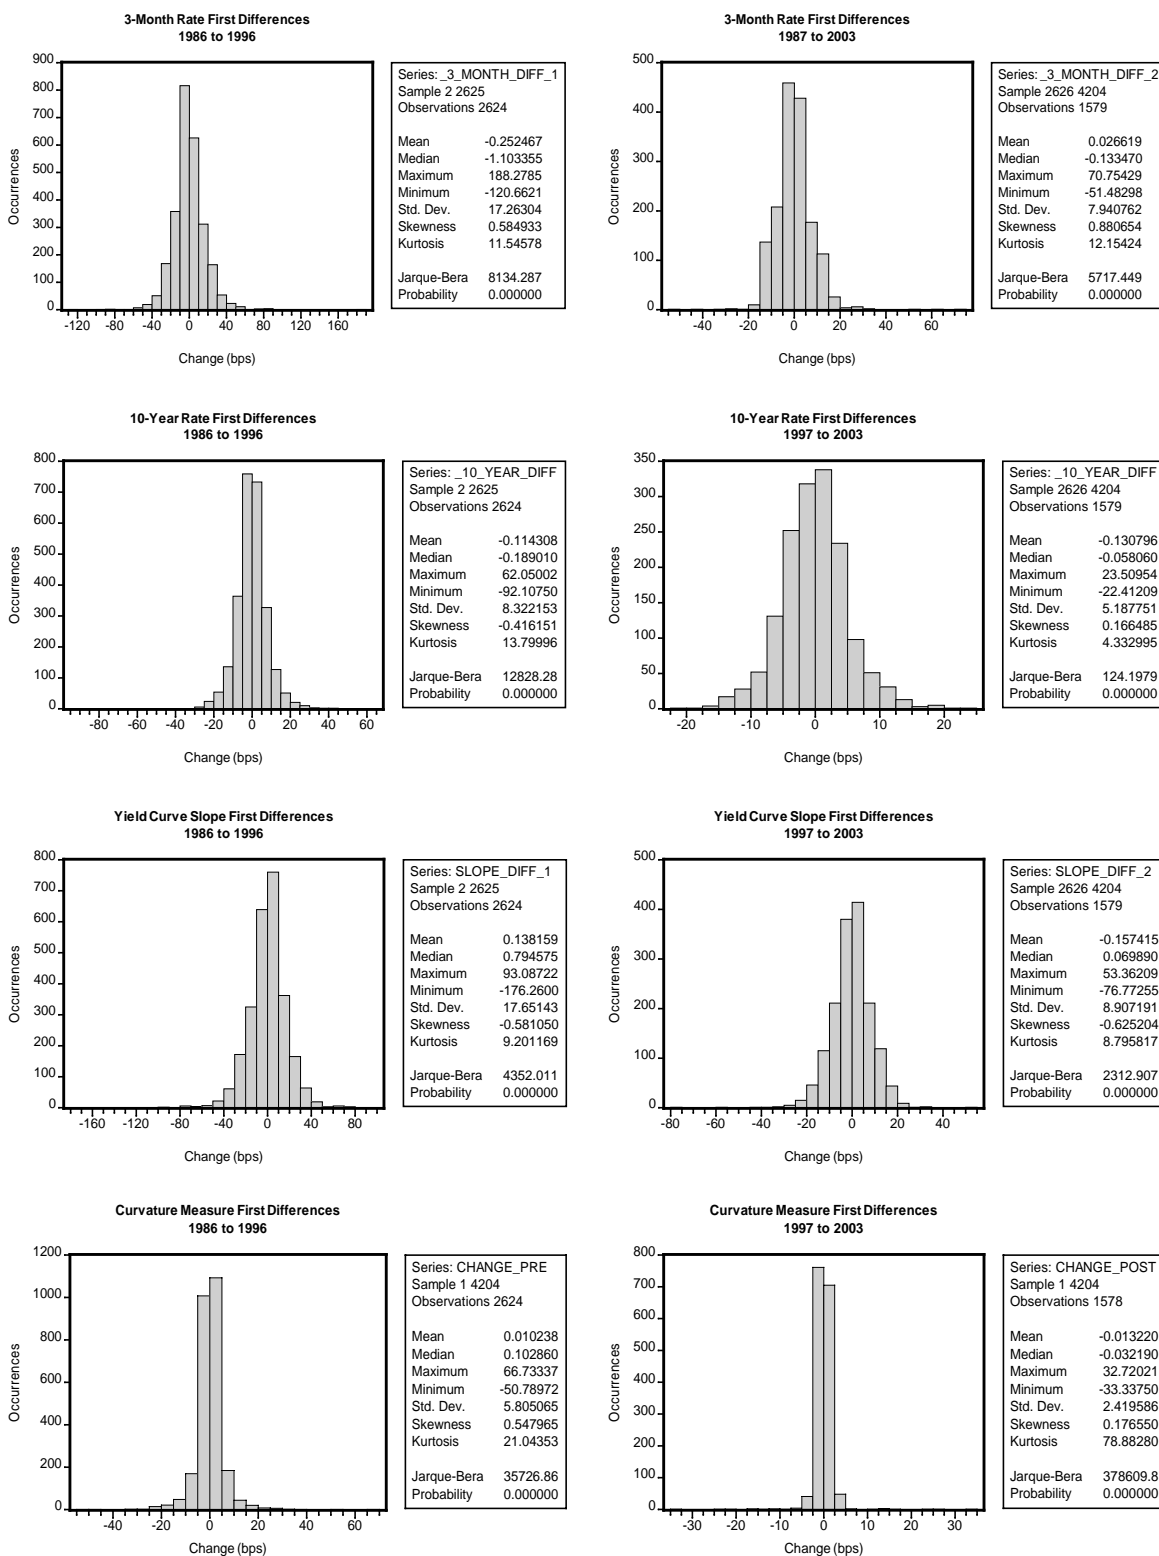 3-Month Rate First Differences
1986 to 1996
900
800
700
600
500
400
300
200
100
0
Occurrences
-120 -80 -40 0 40 80 120 160
Change (bps)
Series: _3_MONTH_DIFF_1
Sample 2 2625
Observations 2624
Mean -0.252467
Median -1.103355
Maximum 188.2785
Minimum -120.6621
Std. Dev. 17.26304
Skewness 0.584933
Kurtosis 11.54578
Jarque-Bera 8134.287
Probability 0.000000
3-Month Rate First Differences
1987 to 2003
500
400
300
200
100
0
Occurrences
-40 -20 0 20 40 60
Change (bps)
Series: _3_MONTH_DIFF_2
Sample 2626 4204
Observations 1579
Mean 0.026619
Median -0.133470
Maximum 70.75429
Minimum -51.48298
Std. Dev. 7.940762
Skewness 0.880654
Kurtosis 12.15424
Jarque-Bera 5717.449
Probability 0.000000
10-Year Rate First Differences
1986 to 1996
800
700
600
500
400
300
200
100
0
Occurrences
-80 -60 -40 -20 0 20 40 60
Change (bps)
Series: _10_YEAR_DIFF
Sample 2 2625
Observations 2624
Mean -0.114308
Median -0.189010
Maximum 62.05002
Minimum -92.10750
Std. Dev. 8.322153
Skewness -0.416151
Kurtosis 13.79996
Jarque-Bera 12828.28
Probability 0.000000
10-Year Rate First Differences
1997 to 2003
350
300
250
200
150
100
50
0
Occurrences
-20 -10 0 10 20
Change (bps)
Series: _10_YEAR_DIFF
Sample 2626 4204
Observations 1579
Mean -0.130796
Median -0.058060
Maximum 23.50954
Minimum -22.41209
Std. Dev. 5.187751
Skewness 0.166485
Kurtosis 4.332995
Jarque-Bera 124.1979
Probability 0.000000
Yield Curve Slope First Differences
1986 to 1996
800
700
600
500
400
300
200
100
0
Occurrences
-160 -120 -80 -40 0 40 80
Change (bps)
Series: SLOPE_DIFF_1
Sample 2 2625
Observations 2624
Mean 0.138159
Median 0.794575
Maximum 93.08722
Minimum -176.2600
Std. Dev. 17.65143
Skewness -0.581050
Kurtosis 9.201169
Jarque-Bera 4352.011
Probability 0.000000
Yield Curve Slope First Differences
1997 to 2003
500
400
300
200
100
0
Occurrences
-80 -60 -40 -20 0 20 40
Change (bps)
Series: SLOPE_DIFF_2
Sample 2626 4204
Observations 1579
Mean -0.157415
Median 0.069890
Maximum 53.36209
Minimum -76.77255
Std. Dev. 8.907191
Skewness -0.625204
Kurtosis 8.795817
Jarque-Bera 2312.907
Probability 0.000000
Curvature Measure First Differences
1986 to 1996
1200
1000
800
600
400
200
0
Occurrences
-40 -20 0 20 40 60
Change (bps)
Series: CHANGE_PRE
Sample 1 4204
Observations 2624
Mean 0.010238
Median 0.102860
Maximum 66.73337
Minimum -50.78972
Std. Dev. 5.805065
Skewness 0.547965
Kurtosis 21.04353
Jarque-Bera 35726.86
Probability 0.000000
Curvature Measure First Differences
1997 to 2003
800
700
600
500
400
300
200
100
0
Occurrences
-30 -20 -10 0 10 20 30
Change (bps)
Series: CHANGE_POST
Sample 1 4204
Observations 1578
Mean -0.013220
Median -0.032190
Maximum 32.72021
Minimum -33.33750
Std. Dev. 2.419586
Skewness 0.176550
Kurtosis 78.88280
Jarque-Bera 378609.8
Probability 0.000000